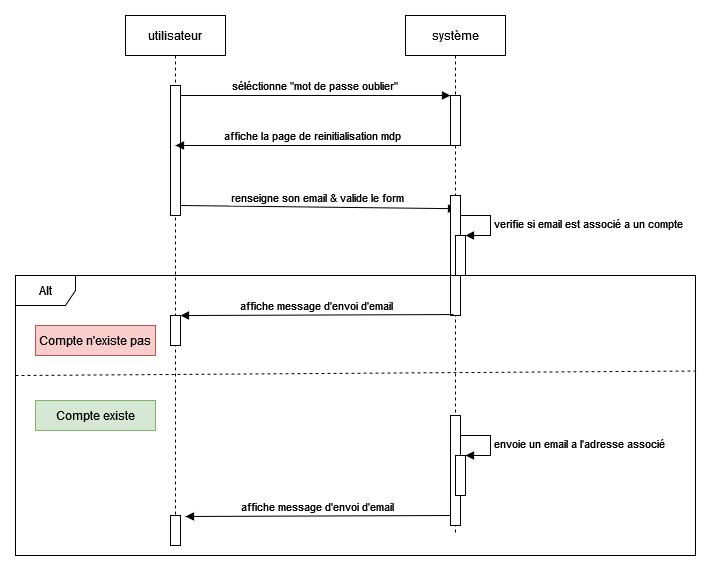 utilisateur
système
séléctionne "mot de passe oublier"
affiche la page de reinitialisation mdp
renseigne son email & valide le form
verifie si email est associé a un compte
Alt
affiche message d'envoi d'email
Compte n'existe pas
Compte existe
envoie un email a l'adresse associé
affiche message d'envoi d'email